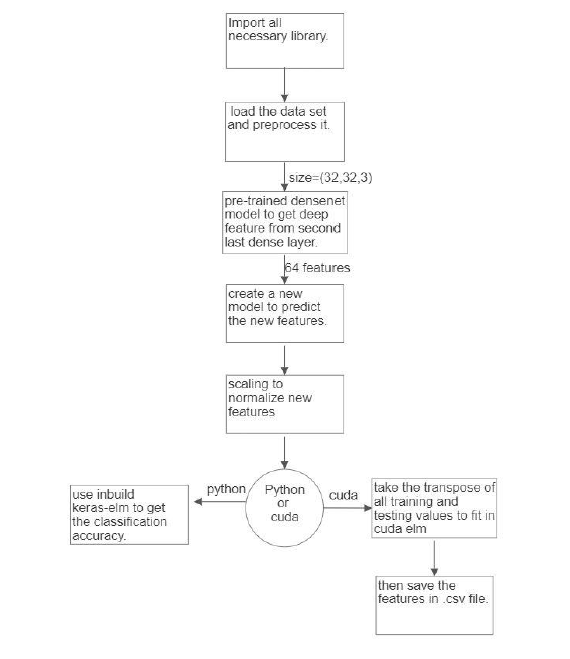 Import all
necessary library.
load the data set
and preprocess it.
size=(32,32,3)
pre-trained densenet
model to get deep
feature from second
last dense layer.
64 features
create a new
model to predict
the new features.
scaling to
normalize new
features
Python
or
cuda
python
cuda
use inbuild
keras-elm to get
the classification
accuracy.
take the transpose of
all training and
testing values to fit in
cuda elm
then save the
features in .csv file.